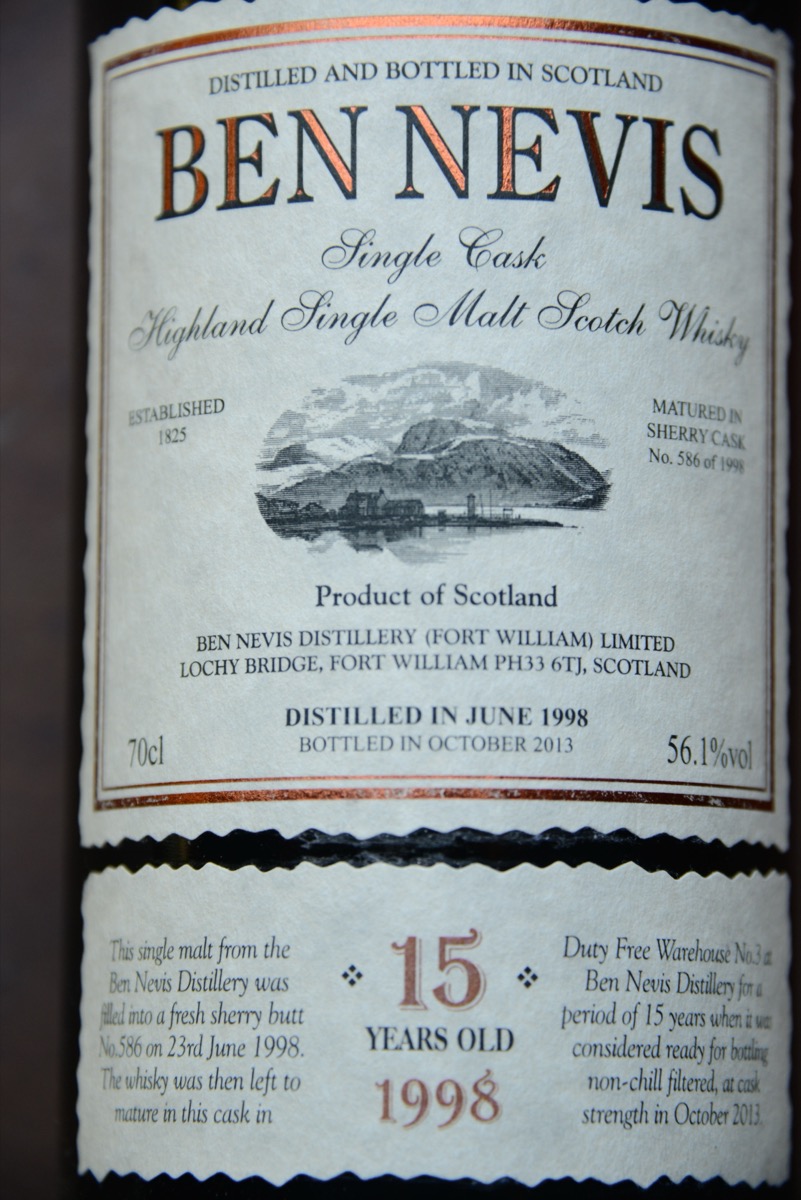 DISTILLED AND BOTTLED IN SCOTLAND
BEN NEVIS
Single Cask
Highland Single Malt Scotch Whisky
ESTABLISHED
1825
MATURED IN
SHERRY CASK
No. 586 of 1998
Product of Scotland
BEN NEVIS DISTILLERY (FORT WILLIAM) LIMITED
LOCHY BRIDGE, FORT WILLIAM PH33 6TJ, SCOTLAND
DISTILLED IN JUNE 1998
BOTTLED IN OCTOBER 2013
70cl
56.1%vol
This single malt from the
Ben Nevis Distillery was
filled into a fresh sherry butt
No.586 on 23rd June 1998.
The whisky was then left to
mature in this cask in
15
YEARS OLD
1998
Duty Free Warehouse No.3 at
Ben Nevis Distillery for a
period of 15 years when it was
considered ready for bottling
non-chill filtered, at cask
strength in October 2013.